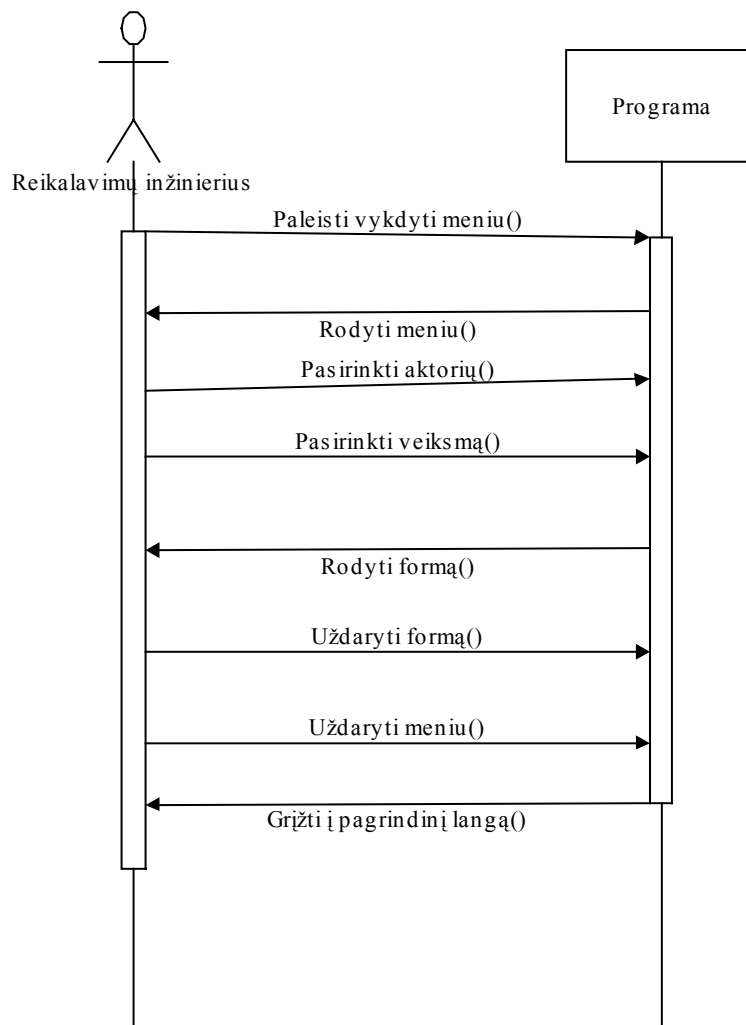 Programa
Reikalavimų inžinierius
Paleisti vykdyti meniu()
Rodyti meniu()
Pasirinkti aktorių()
Pasirinkti veiksmą()
Rodyti formą()
Uždaryti formą()
Uždaryti meniu()
Grįžti į pagrindinį langą()